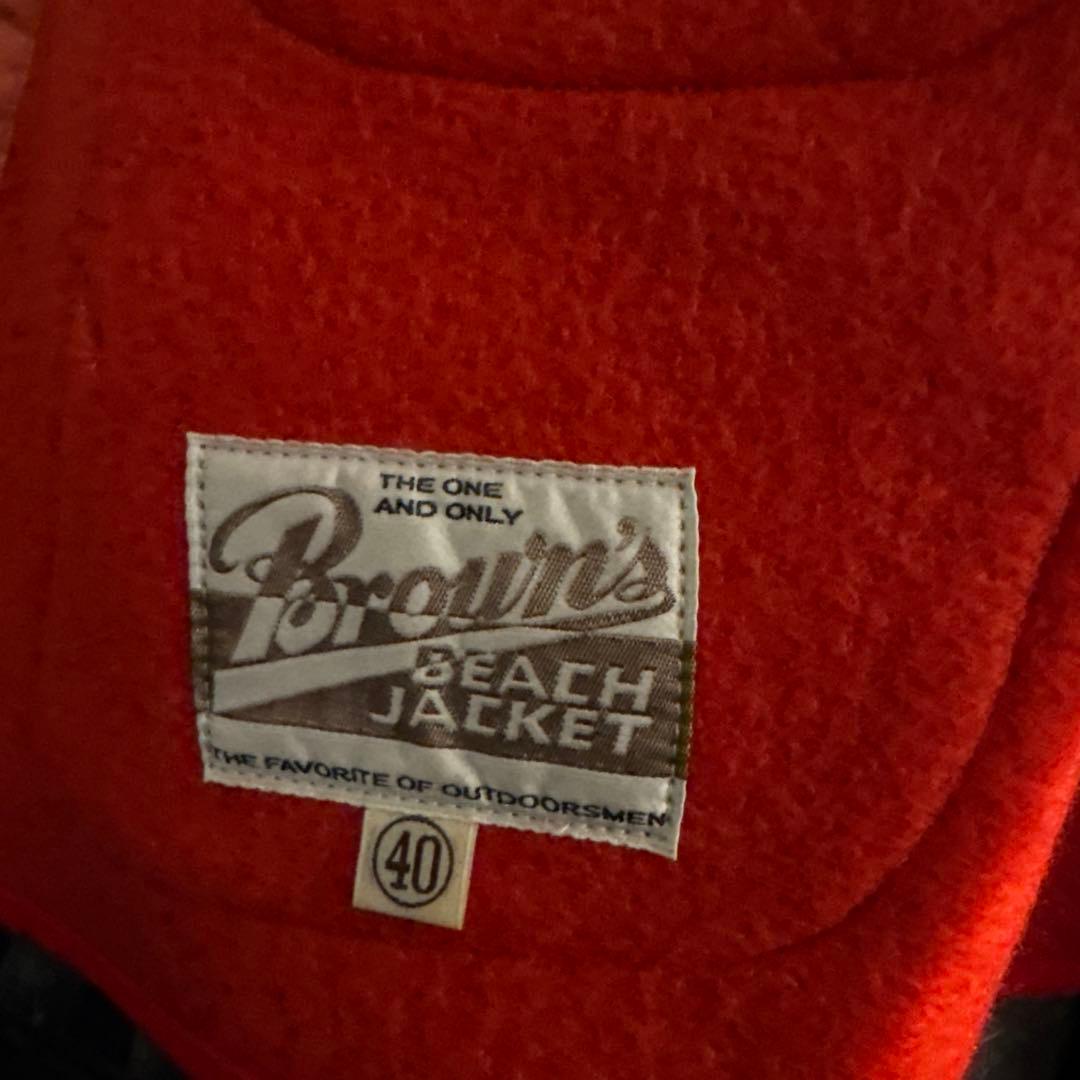 THE ONE
AND ONLY
Brown's
BEACH
JACKET
THE FAVORITE OF OUTDOORSMEN
40